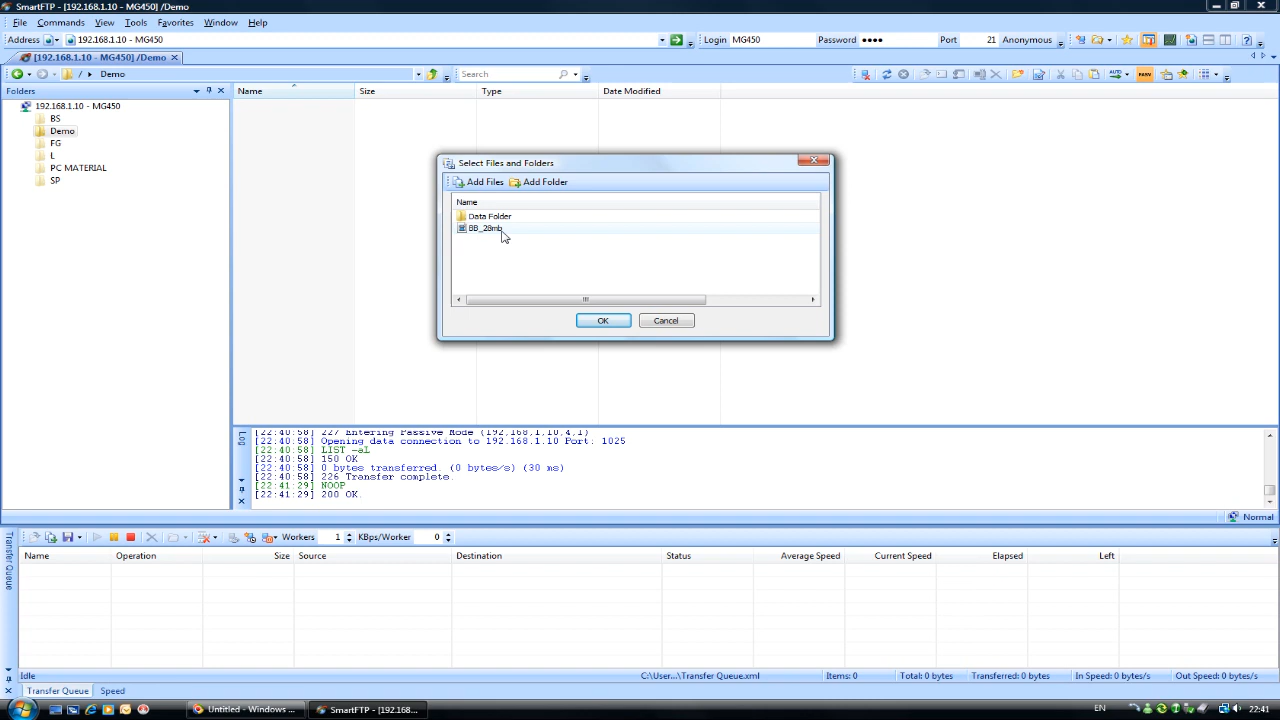 SmartFTP - [192.168.1.10 - MG450] /Demo
File Commands View Tools Favorites Window Help
Address 192.168.1.10 - MG450 Login MG450 Password Port 21 Anonymous
[192.168.1.10 - MG450] /Demo
/ Demo Search
Folders Name Size Type Date Modified
192.168.1.10 - MG450
BS
Demo
FG
L
PC MATERIAL
SP
Select Files and Folders
Add Files Add Folder
Name
Data Folder
BB_28mb
OK Cancel
Log
[22:40:58] 227 Entering Passive Mode (192,168,1,10,4,1)
[22:40:58] Opening data connection to 192.168.1.10 Port: 1025
[22:40:58] LIST -aL
[22:40:58] 150 OK
[22:40:58] 0 bytes transferred. (0 bytes/s) (30 ms)
[22:40:58] 226 Transfer complete.
[22:41:29] NOOP
[22:41:29] 200 OK.
Normal
Workers 1 KBps/Worker 0
Transfer Queue
Name Operation Size Source Destination Status Average Speed Current Speed Elapsed Left
Idle C:\User...\Transfer Queue.xml Items: 0 Total: 0 bytes Transferred: 0 bytes In Speed: 0 bytes/s Out Speed: 0 bytes/s
Transfer Queue Speed
Untitled - Windows ... SmartFTP - [192.168.... EN 22:41